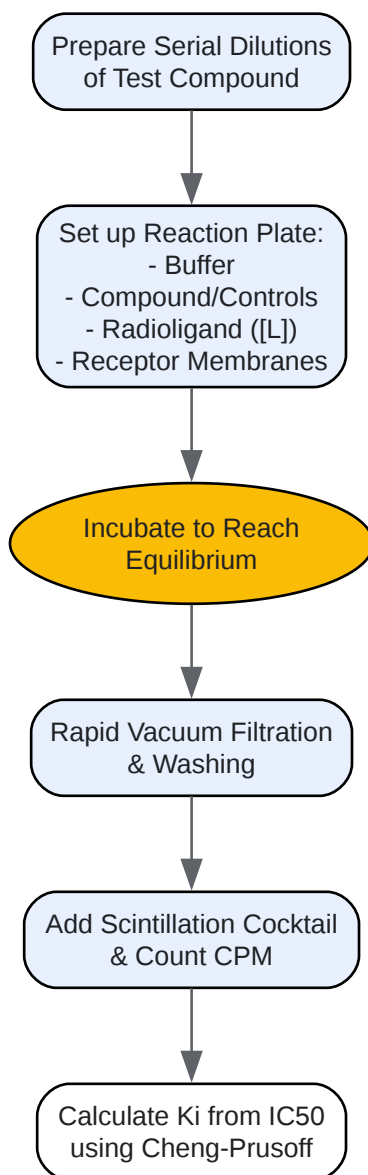 Prepare Serial Dilutions
of Test Compound
Set up Reaction Plate:
- Buffer
- Compound/Controls
- Radioligand ([L])
- Receptor Membranes
Incubate to Reach
Equilibrium
Rapid Vacuum Filtration
& Washing
Add Scintillation Cocktail
& Count CPM
Calculate Ki from IC50
using Cheng-Prusoff